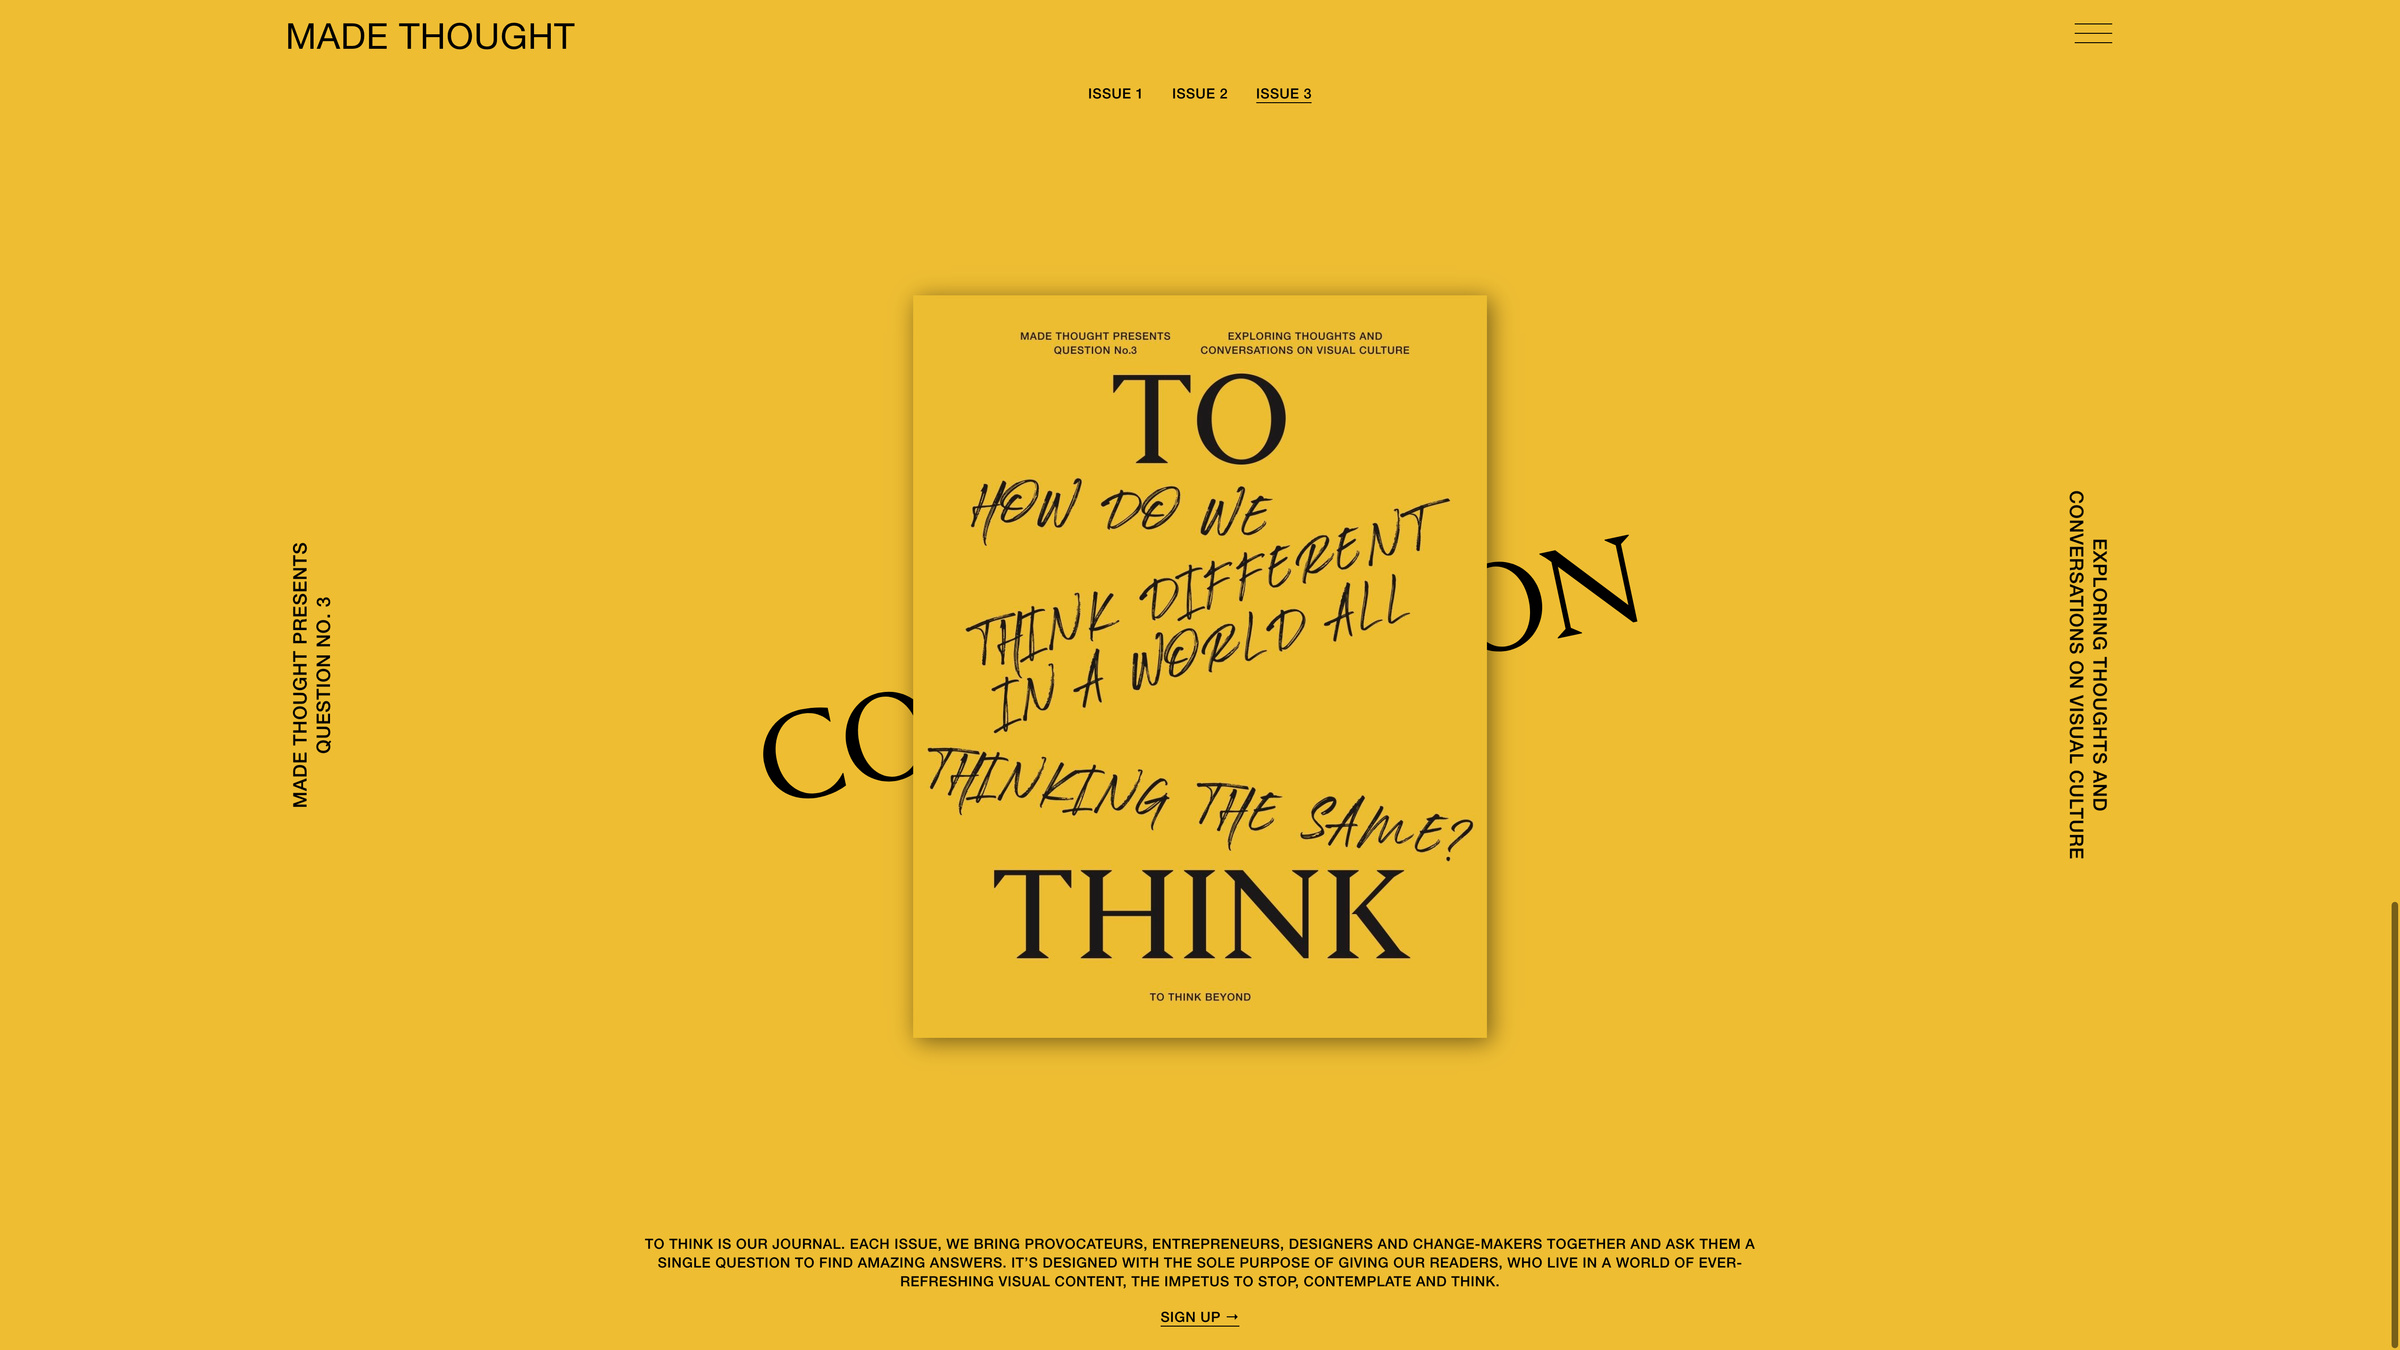 MADE THOUGHT
ISSUE 1 ISSUE 2 ISSUE 3
MADE THOUGHT PRESENTS
QUESTION NO. 3
MADE THOUGHT PRESENTS
QUESTION No.3
EXPLORING THOUGHTS AND
CONVERSATIONS ON VISUAL CULTURE
TO
HOW DO WE
THINK DIFFERENT
IN A WORLD ALL
THINKING THE SAME?
THINK
TO THINK BEYOND
CO
ON
EXPLORING THOUGHTS AND
CONVERSATIONS ON VISUAL CULTURE
TO THINK IS OUR JOURNAL. EACH ISSUE, WE BRING PROVOCATEURS, ENTREPRENEURS, DESIGNERS AND CHANGE-MAKERS TOGETHER AND ASK THEM A
SINGLE QUESTION TO FIND AMAZING ANSWERS. IT’S DESIGNED WITH THE SOLE PURPOSE OF GIVING OUR READERS, WHO LIVE IN A WORLD OF EVER-
REFRESHING VISUAL CONTENT, THE IMPETUS TO STOP, CONTEMPLATE AND THINK.
SIGN UP →